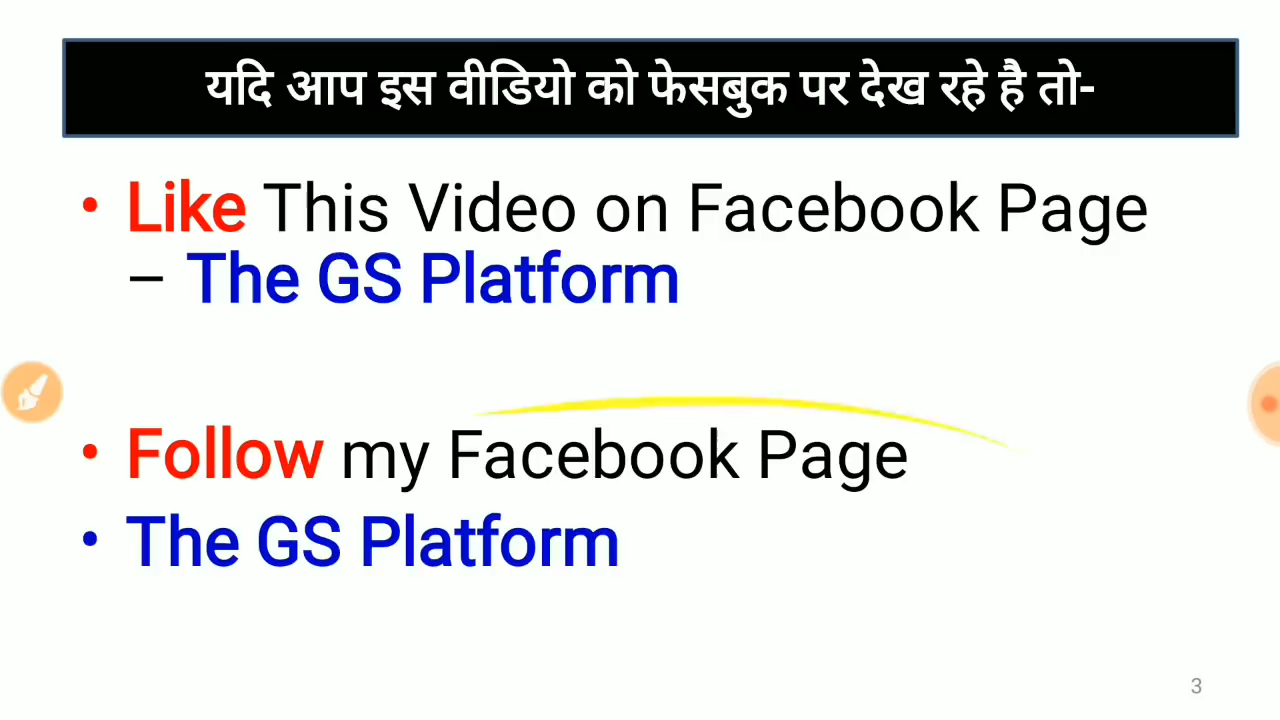 यदि आप इस वीडियो को फेसबुक पर देख रहे है तो-
• Like This Video on Facebook Page
– The GS Platform
• Follow my Facebook Page
• The GS Platform
3